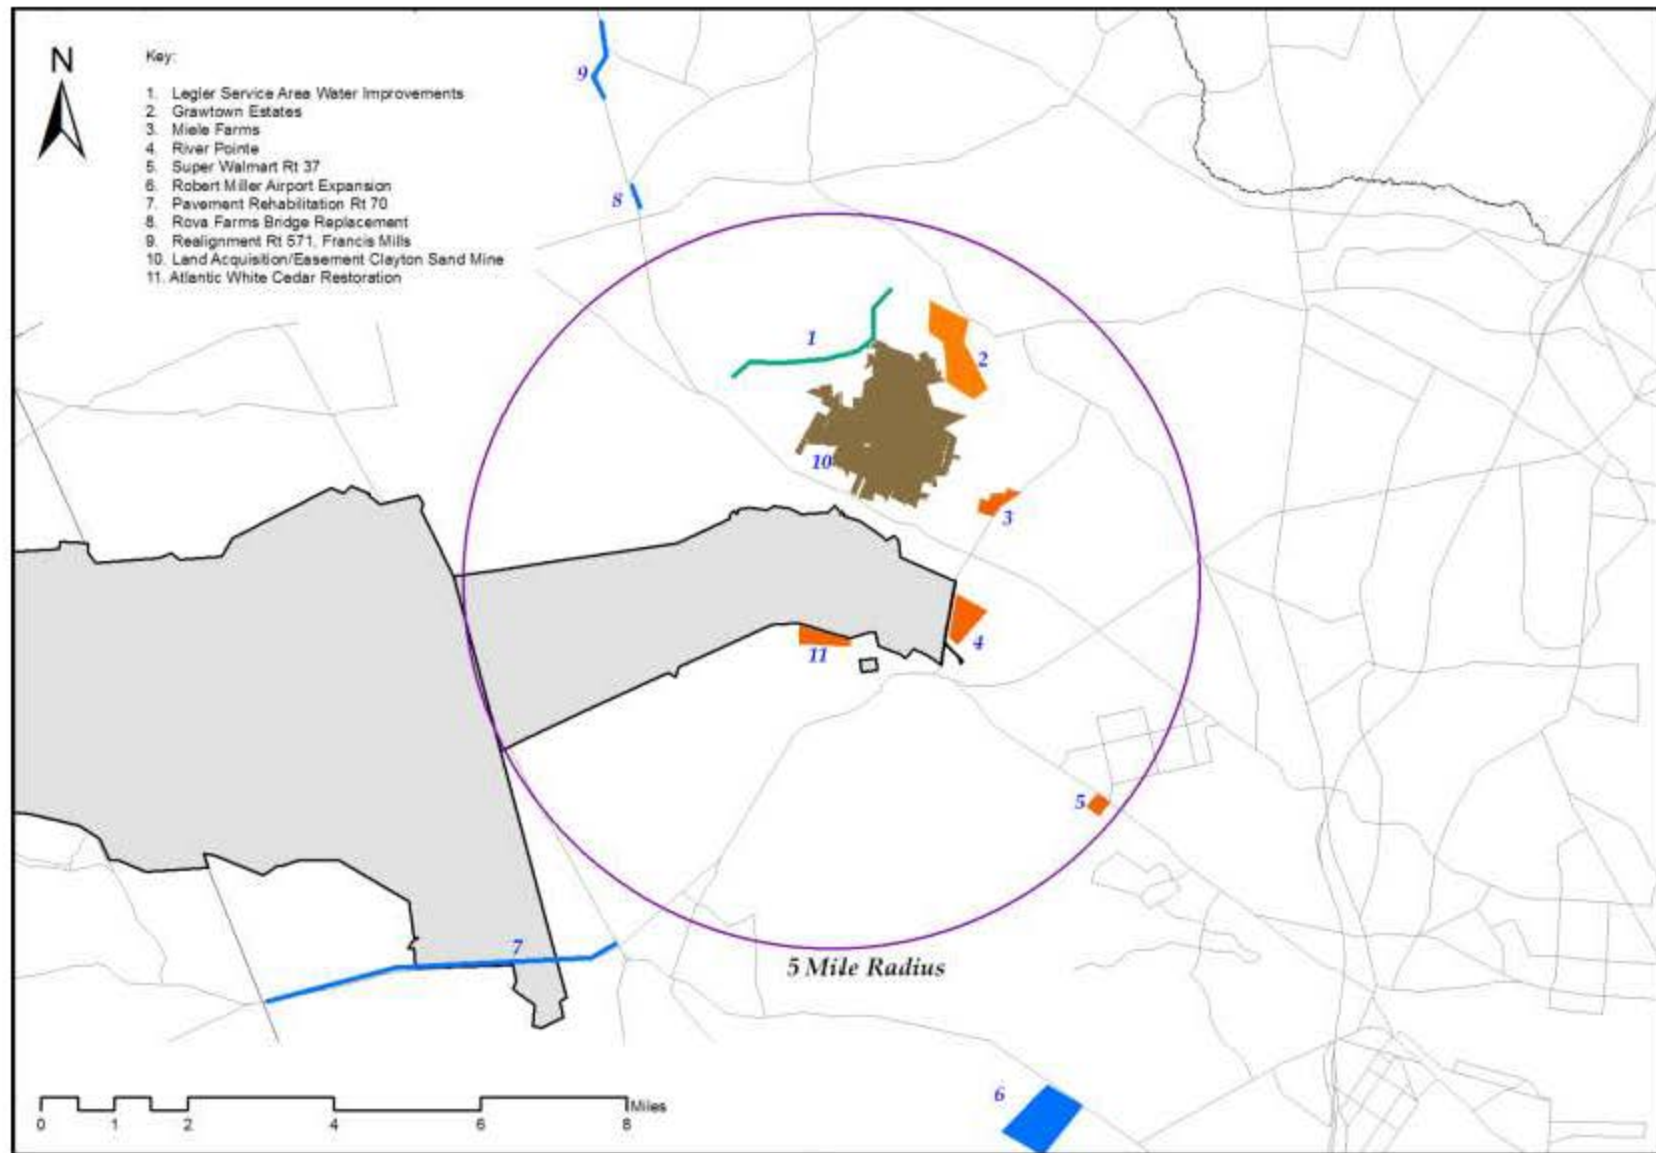 N
Key:
1. Legler Service Area Water Improvements
2. Grawtown Estates
3. Miele Farms
4. River Pointe
5. Super Walmart Rt 37
6. Robert Miller Airport Expansion
7. Pavement Rehabilitation Rt 70
8. Rova Farms Bridge Replacement
9. Realignment Rt 571, Francis Mills
10. Land Acquisition/Easement Clayton Sand Mine
11. Atlantic White Cedar Restoration
9
8
1
2
10
3
4
11
5
7
5 Mile Radius
6
Miles
0 1 2 4 6 8